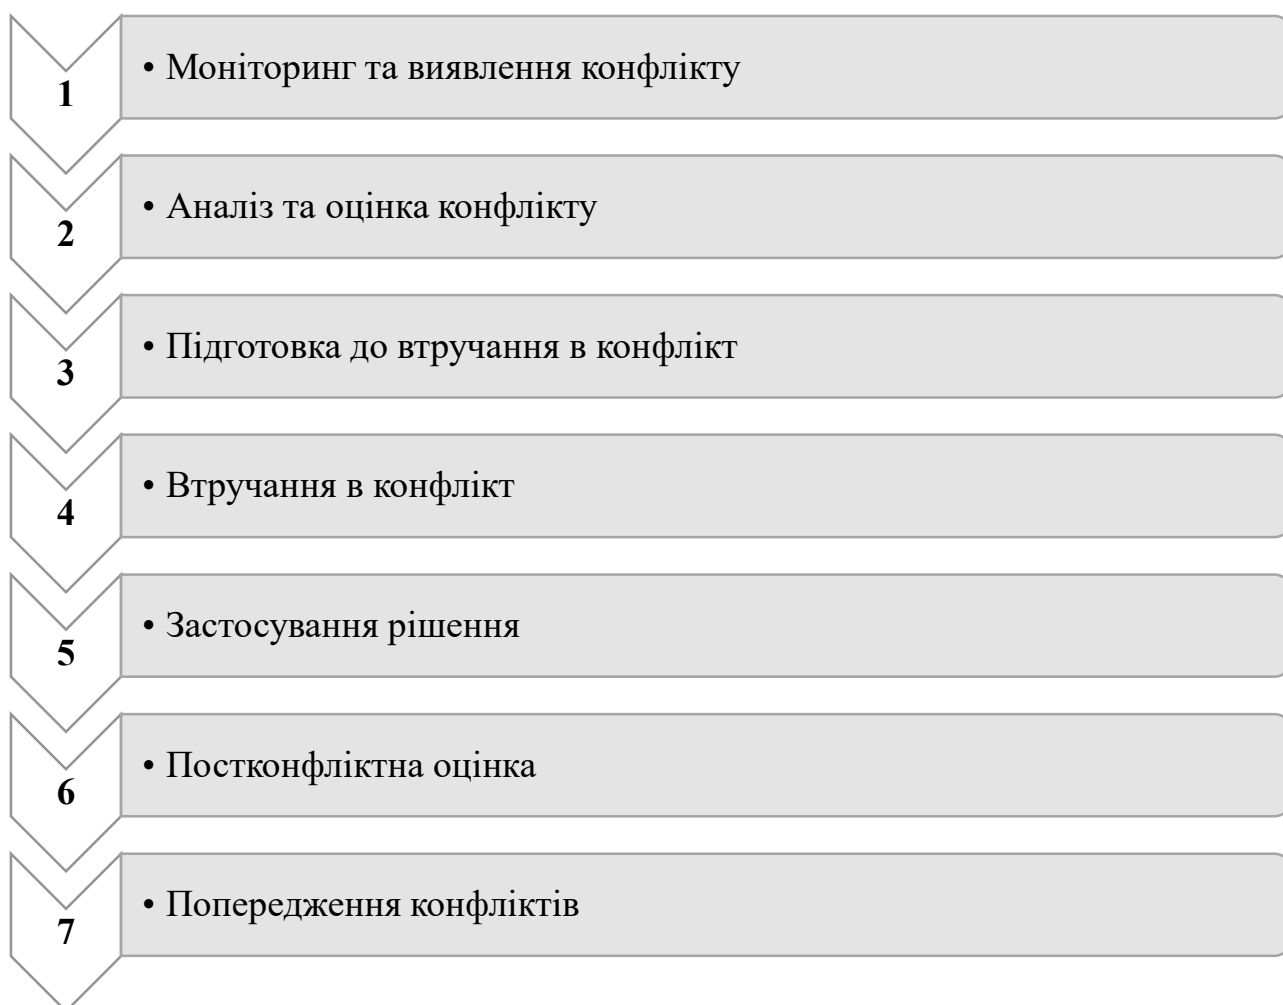 1
• Моніторинг та виявлення конфлікту
2
• Аналіз та оцінка конфлікту
3
• Підготовка до втручання в конфлікт
4
• Втручання в конфлікт
5
• Застосування рішення
6
• Постконфліктна оцінка
7
• Попередження конфліктів